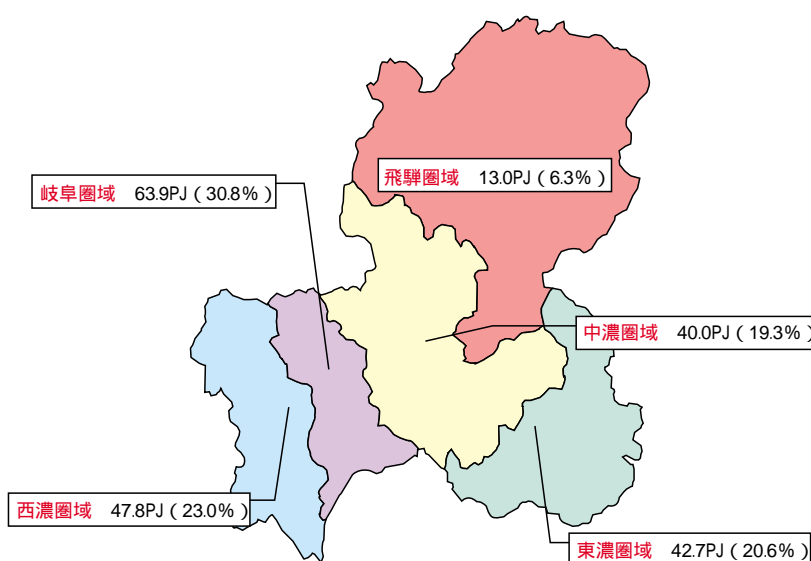 飛騨圏域 13.0PJ ( 6.3% )
岐阜圏域 63.9PJ ( 30.8% )
中濃圏域 40.0PJ ( 19.3% )
西濃圏域 47.8PJ ( 23.0% )
東濃圏域 42.7PJ ( 20.6% )